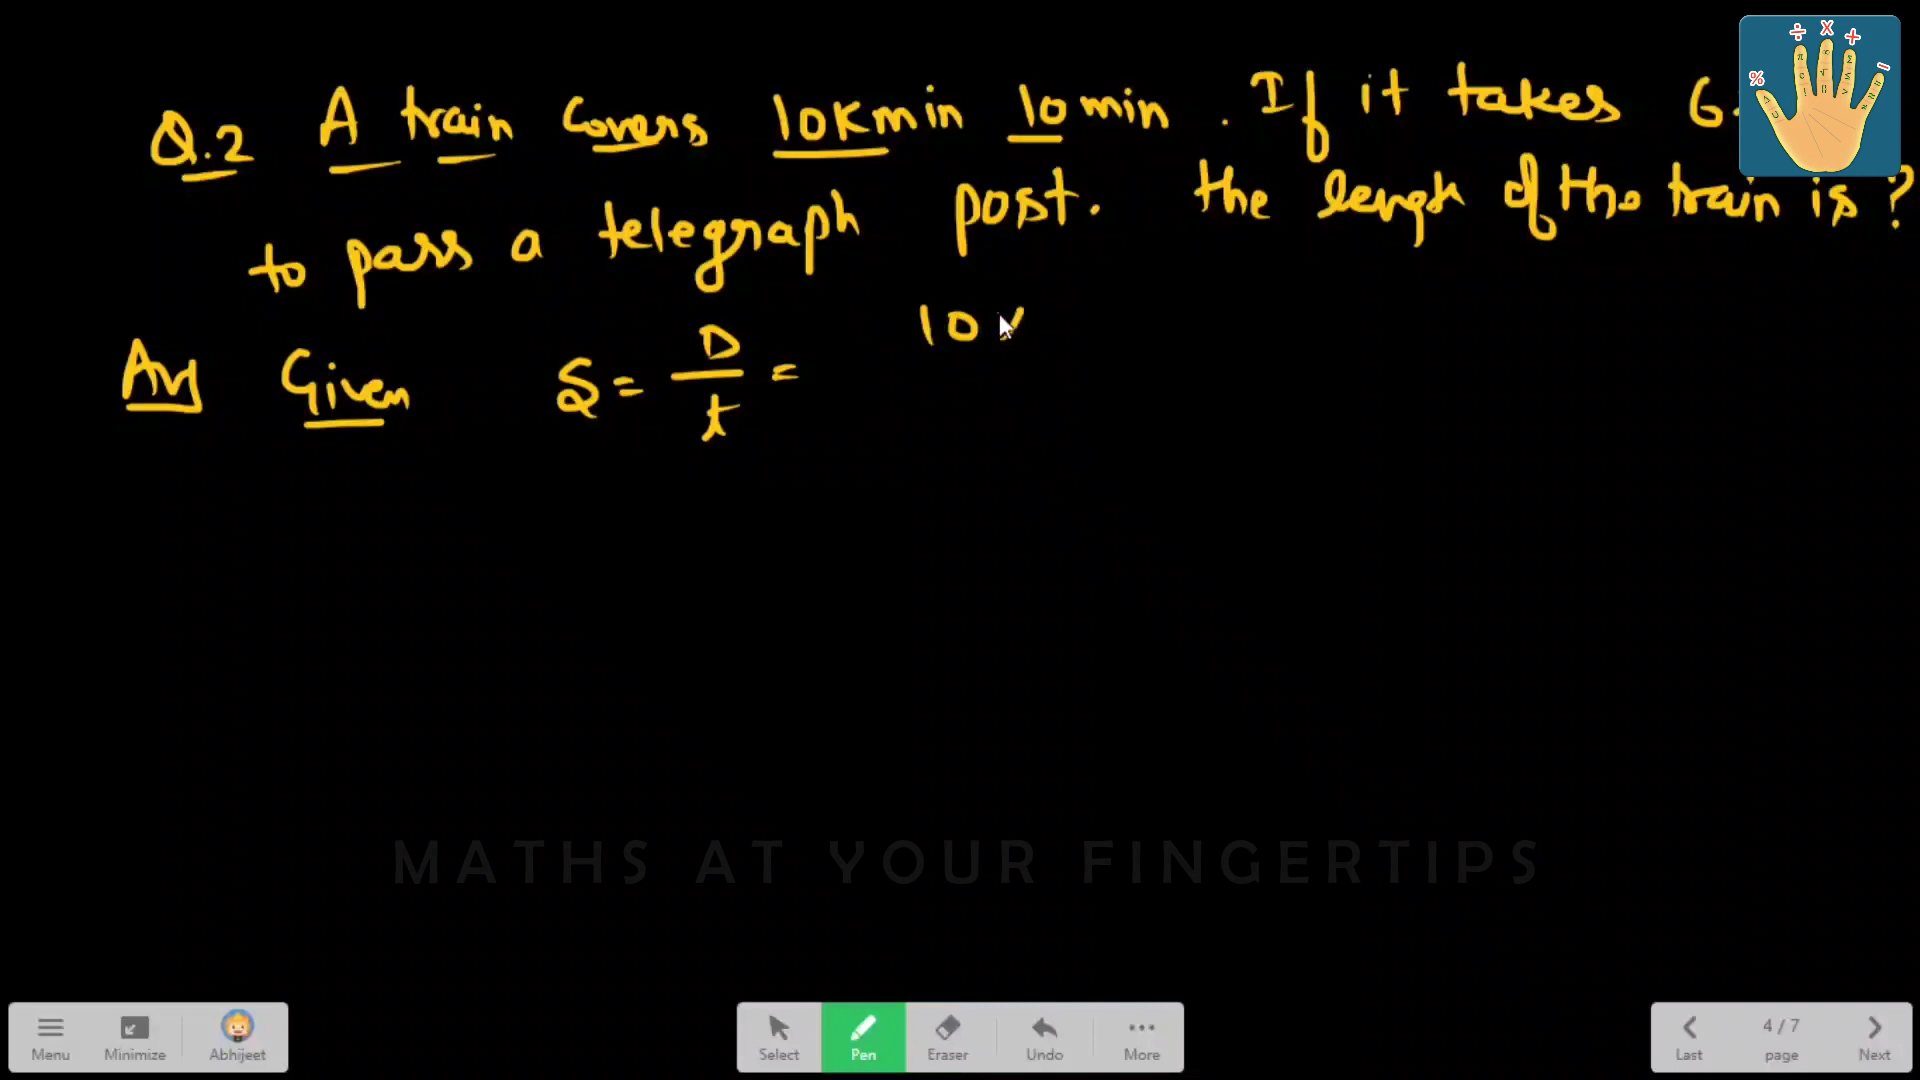 Q.2 A train covers 10Km in 10 min . If it takes 6
to pass a telegraph post. the length of the train is ?
10 x
Given S = D/t =
MATHS AT YOUR FINGERTIPS
Menu Minimize Abhijeet Select Pen Eraser Undo More Last 4 / 7 page Next